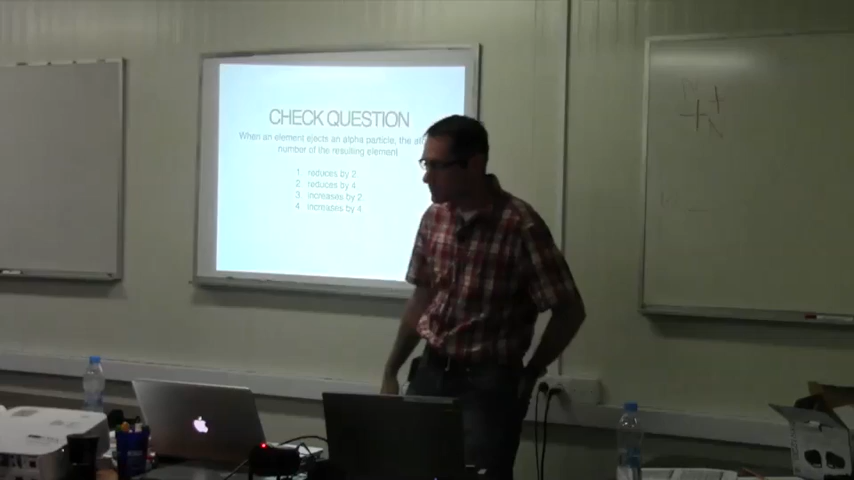 CHECK QUESTION
When an element ejects an alpha particle, the
number of the resulting element
1 reduces by 2
2 reduces by 4
3 increases by 2
4 increases by 4